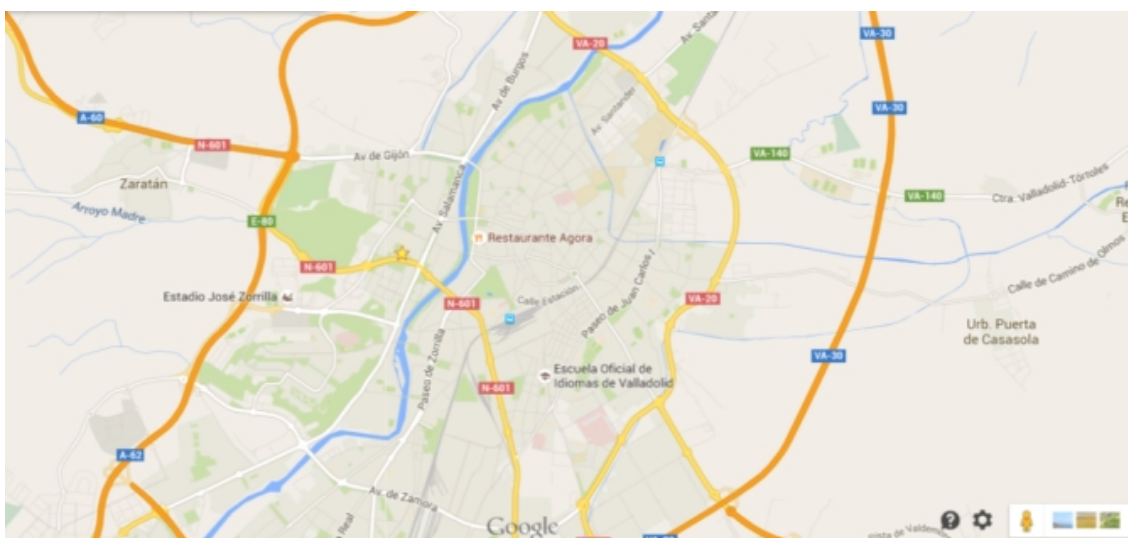 VA-20
Av. Santan
VA-30
Av de Burgos
A-60
VA-30
N-601
Av. Santander
Av de Gijón
VA-140
Zaratán
Av. Salamanca
VA-140
Ctra. Valladolid-Tórtoles
Arroyo Madre
E-80
Restaurante Agora
N-601
Paseo de Juan Carlos I
Calle de Camino de Olmos
Estadio José Zorrilla
Calle Estación
N-601
VA-20
Urb. Puerta
de Casasola
Paseo de Zorrilla
VA-30
Escuela Oficial de
Idiomas de Valladolid
N-601
A-62
Av. de Zamora
Real
Google